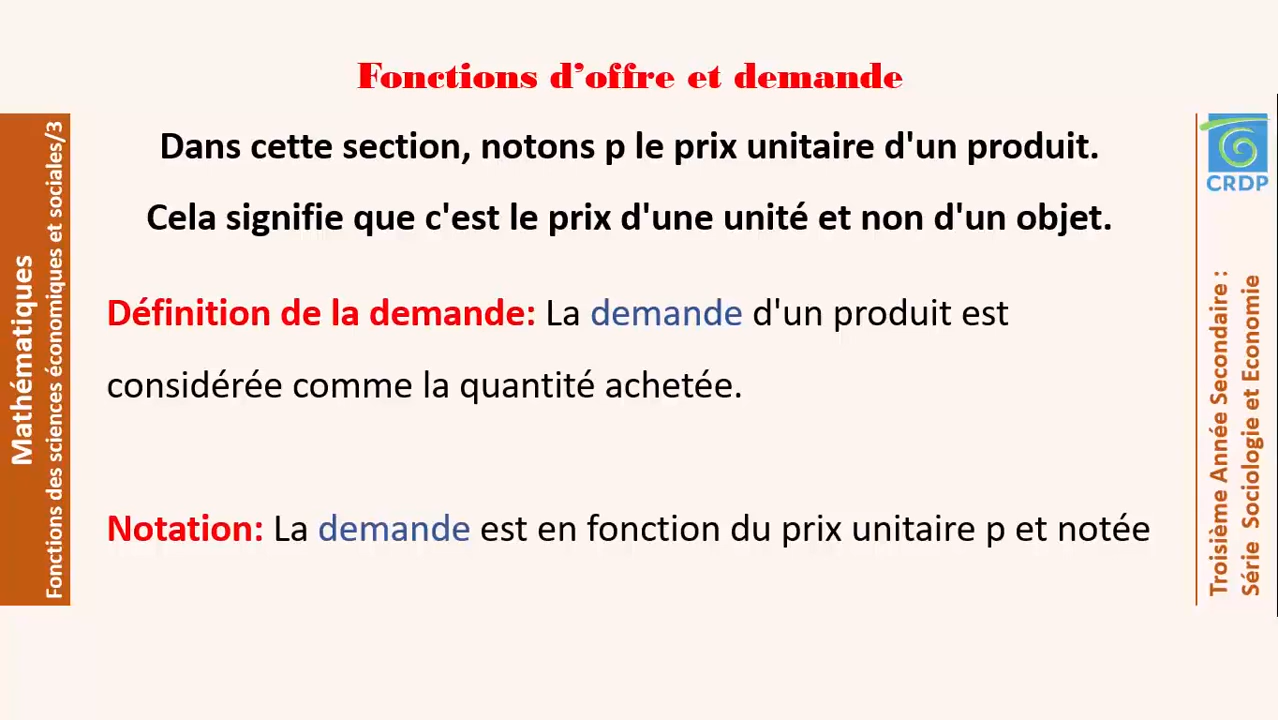 Fonctions d’offre et demande
Dans cette section, notons p le prix unitaire d'un produit.
Cela signifie que c'est le prix d'une unité et non d'un objet.
Définition de la demande: La demande d'un produit est
considérée comme la quantité achetée.
Notation: La demande est en fonction du prix unitaire p et notée
Mathématiques
Fonctions des sciences économiques et sociales/3
CRDP
Troisième Année Secondaire :
Série Sociologie et Economie